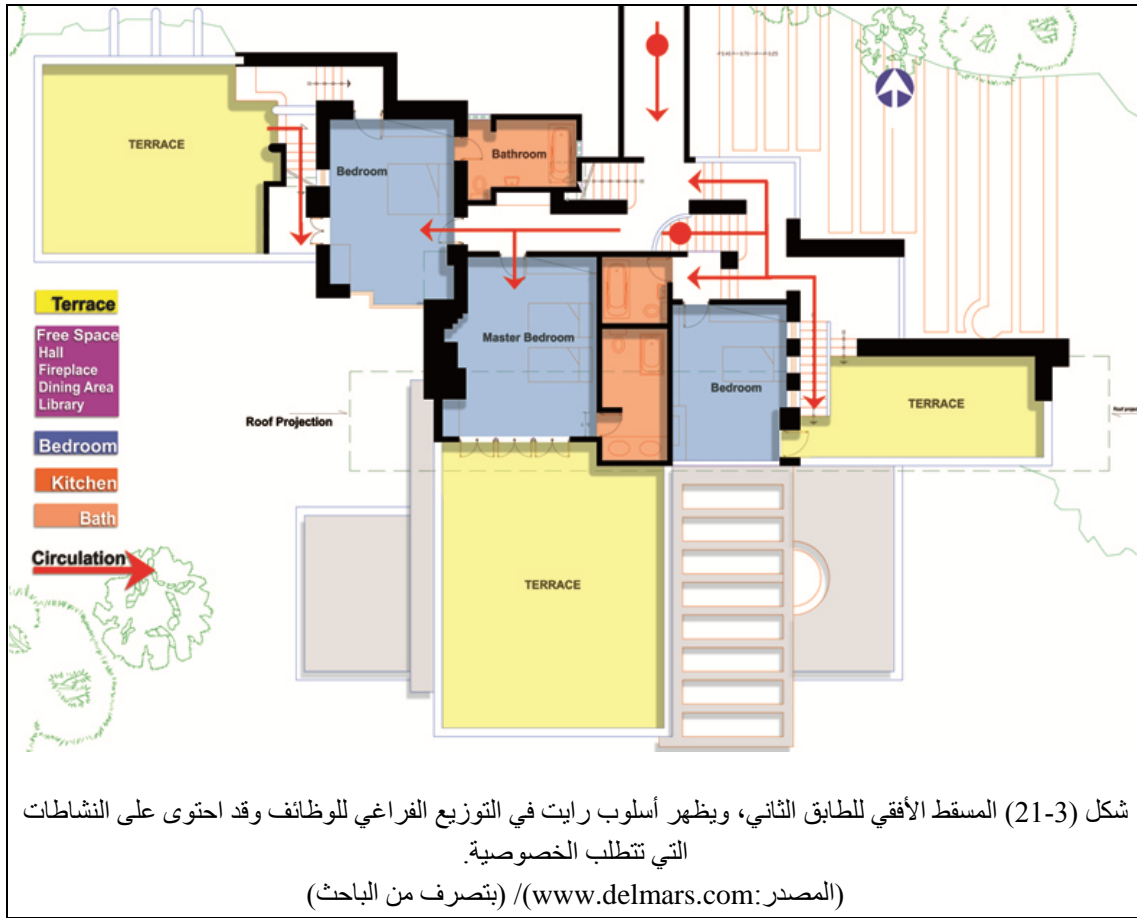 TERRACE
Bedroom
Bathroom
Master Bedroom
Bedroom
TERRACE
Roof Projection
TERRACE
Terrace
Free Space
Hall
Fireplace
Dining Area
Library
Bedroom
Kitchen
Bath
Circulation
شكل (3-21) المسقط الأفقي للطابق الثاني، ويظهر أسلوب رايت في التوزيع الفراغي للوظائف وقد احتوى على النشاطات
التي تتطلب الخصوصية.
(المصدر:www.delmars.com)/ (بتصرف من الباحث)